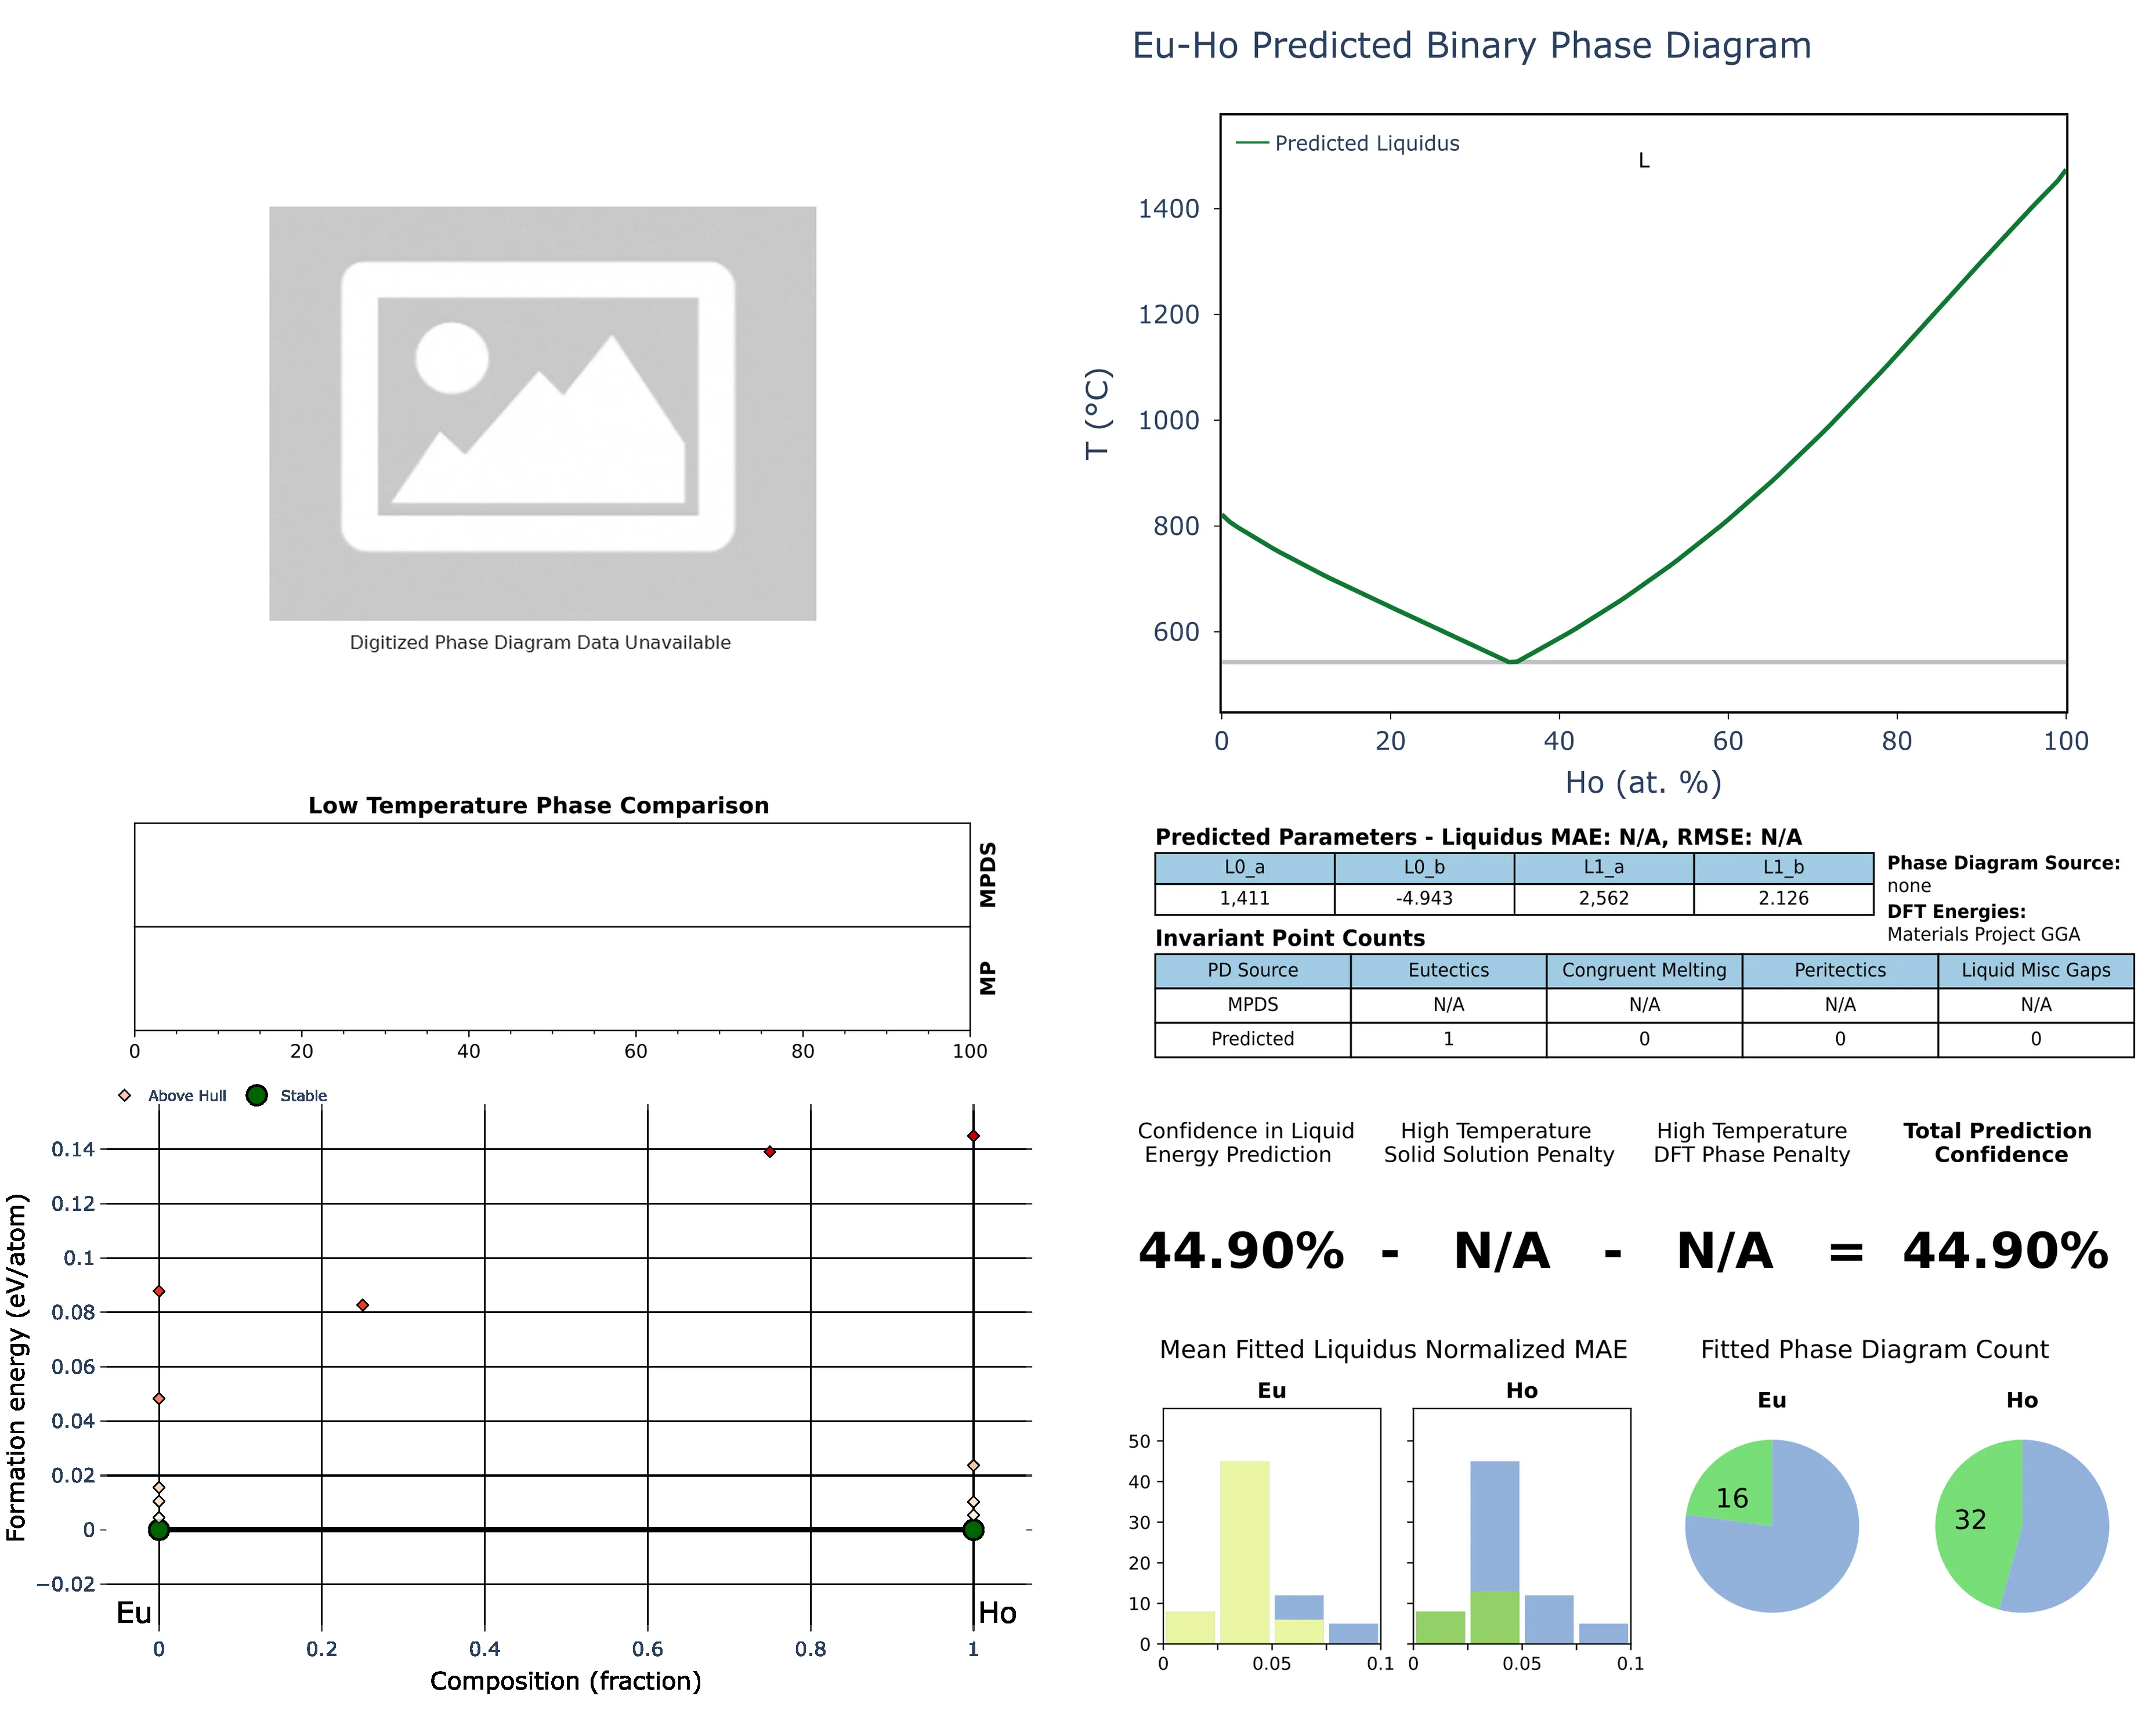 Eu-Ho Predicted Binary Phase Diagram
Predicted Liquidus
L
1400
1200
1000
800
600
T (°C)
0 20 40 60 80 100
Ho (at. %)
Digitized Phase Diagram Data Unavailable
Low Temperature Phase Comparison
MPDS
MP
0 20 40 60 80 100
Predicted Parameters - Liquidus MAE: N/A, RMSE: N/A
L0_a L0_b L1_a L1_b
1,411 -4.943 2,562 2.126
Phase Diagram Source:
none
DFT Energies:
Materials Project GGA
Invariant Point Counts
PD Source Eutectics Congruent Melting Peritectics Liquid Misc Gaps
MPDS N/A N/A N/A N/A
Predicted 1 0 0 0
Above Hull Stable
0.14
0.12
0.1
0.08
0.06
0.04
0.02
0
−0.02
Formation energy (eV/atom)
Eu Ho
0 0.2 0.4 0.6 0.8 1
Composition (fraction)
Confidence in Liquid
Energy Prediction
High Temperature
Solid Solution Penalty
High Temperature
DFT Phase Penalty
Total Prediction
Confidence
44.90% - N/A - N/A = 44.90%
Mean Fitted Liquidus Normalized MAE
Eu Ho
50
40
30
20
10
0
0 0.05 0.1 0 0.05 0.1
Fitted Phase Diagram Count
Eu Ho
16 32